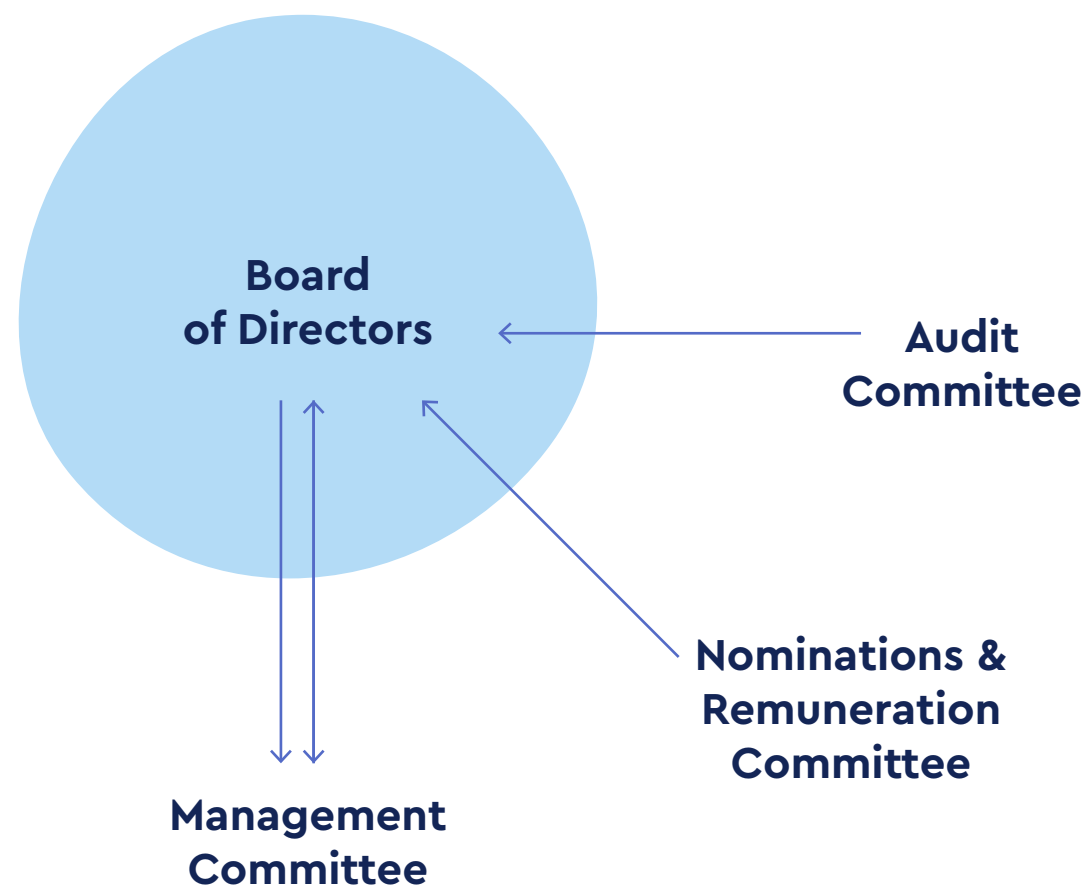 Board
of Directors
Audit
Committee
Nominations &
Remuneration
Committee
Management
Committee